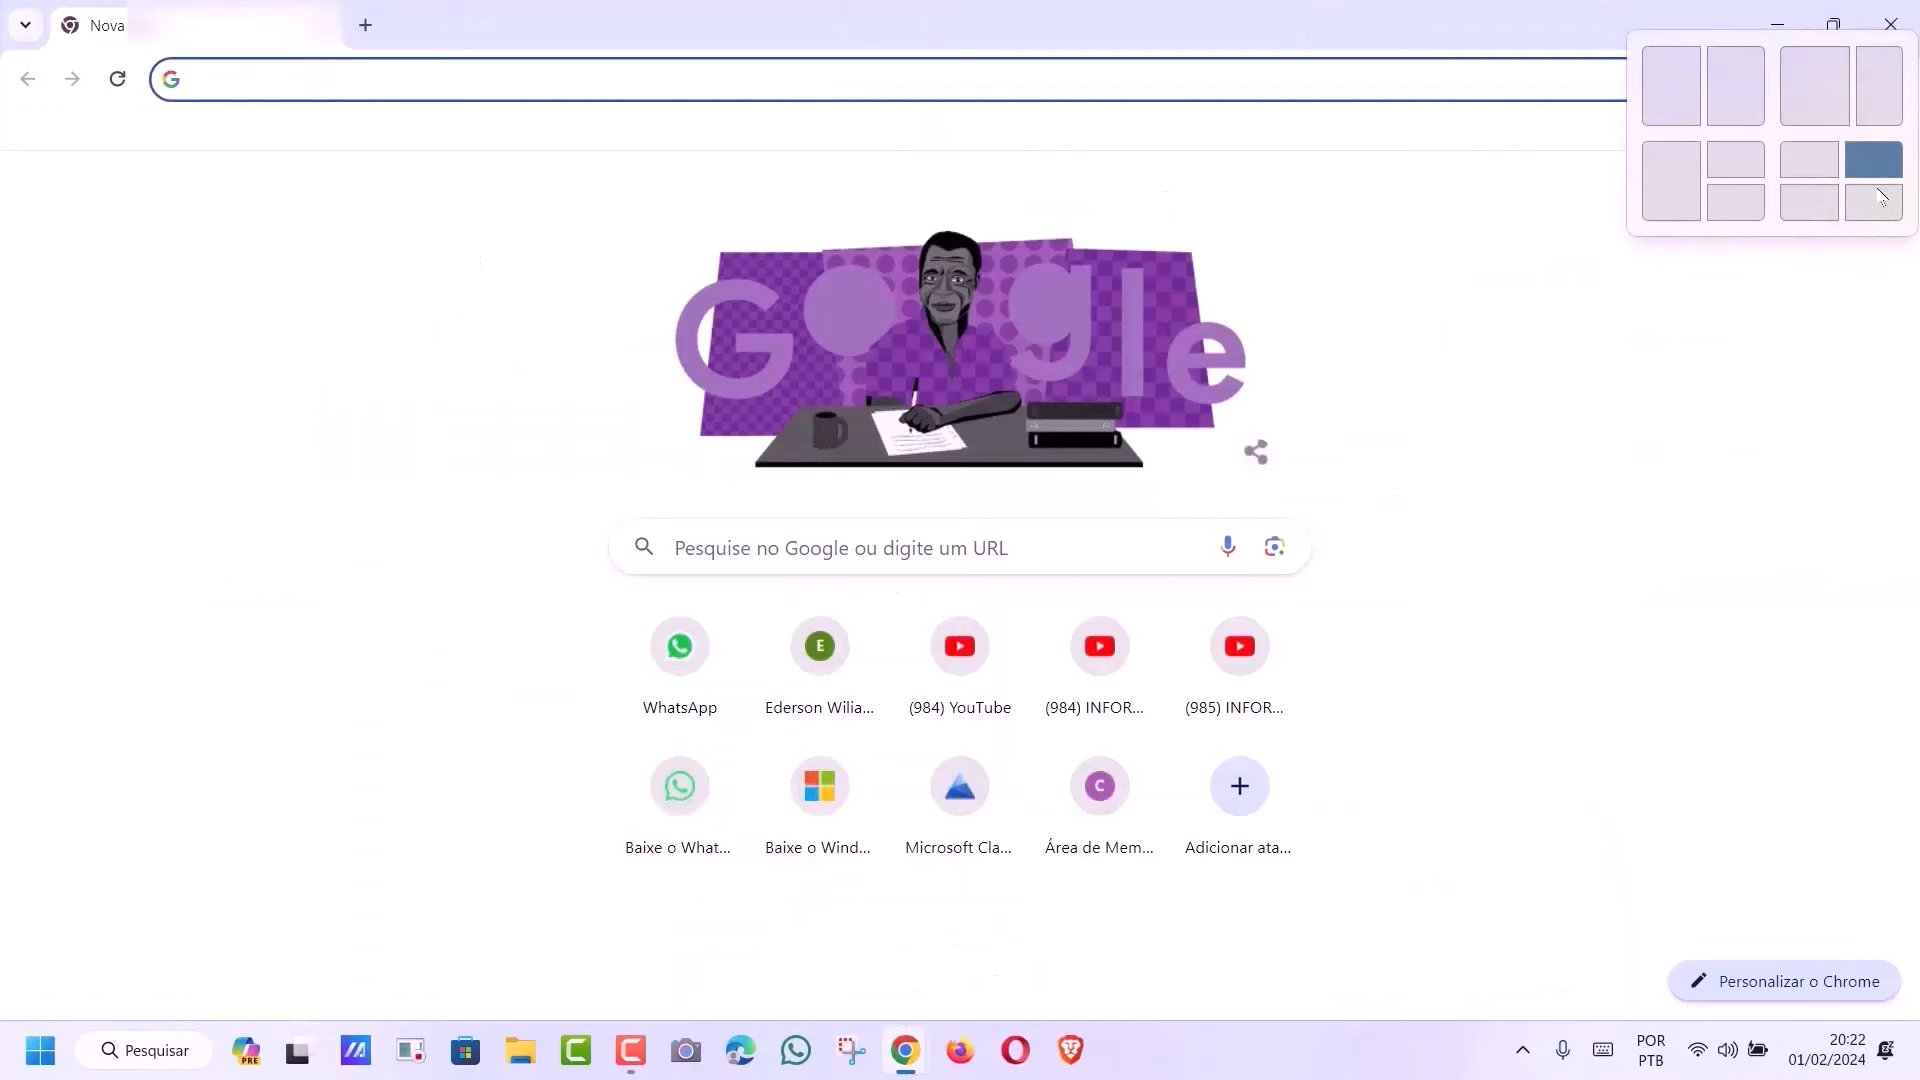 Nova
Google
Pesquise no Google ou digite um URL
E
WhatsApp
Ederson Wilia...
(984) YouTube
(984) INFOR...
(985) INFOR...
C
Baixe o What...
Baixe o Wind...
Microsoft Cla...
Área de Mem...
Adicionar ata...
Personalizar o Chrome
Pesquisar
PRE
POR
PTB
20:22
01/02/2024